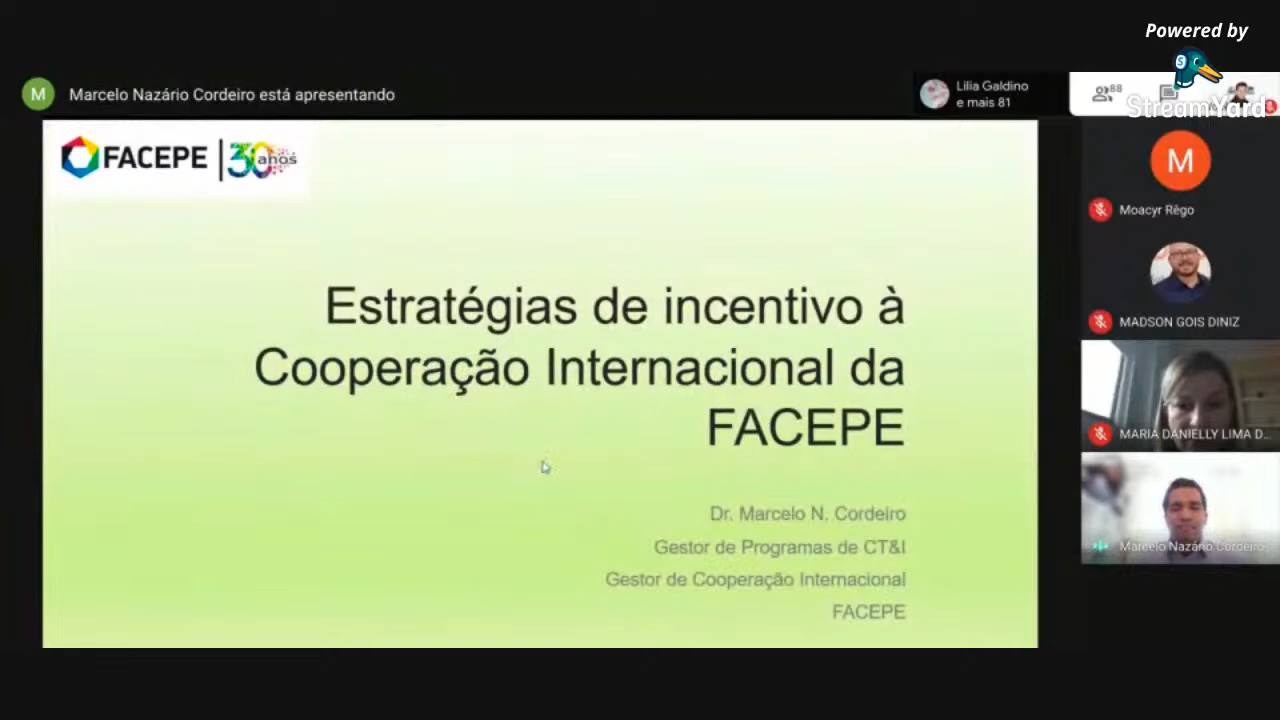 Powered by
StreamYard
M
Marcelo Nazário Cordeiro está apresentando
Lilia Galdino
e mais 81
88
FACEPE | 30 anos
Estratégias de incentivo à
Cooperação Internacional da
FACEPE
Dr. Marcelo N. Cordeiro
Gestor de Programas de CT&I
Gestor de Cooperação Internacional
FACEPE
M
Moacyr Rêgo
MADSON GOIS DINIZ
MARIA DANIELLY LIMA D...
Marcelo Nazário Cordeiro